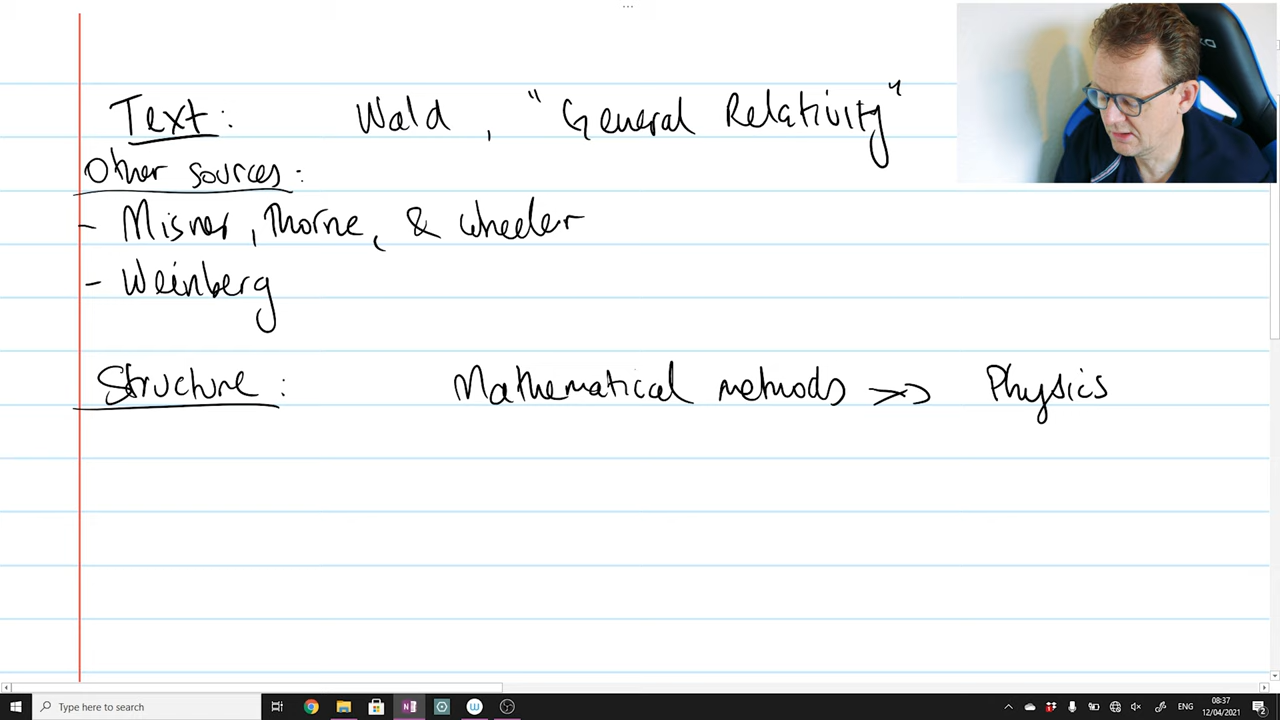 Text: Wald, "General Relativity"
Other sources:
- Misner, Thorne, & Wheeler
- Weinberg
Structure: Mathematical methods >> Physics
Type here to search
ENG
08:37
12/04/2021
2